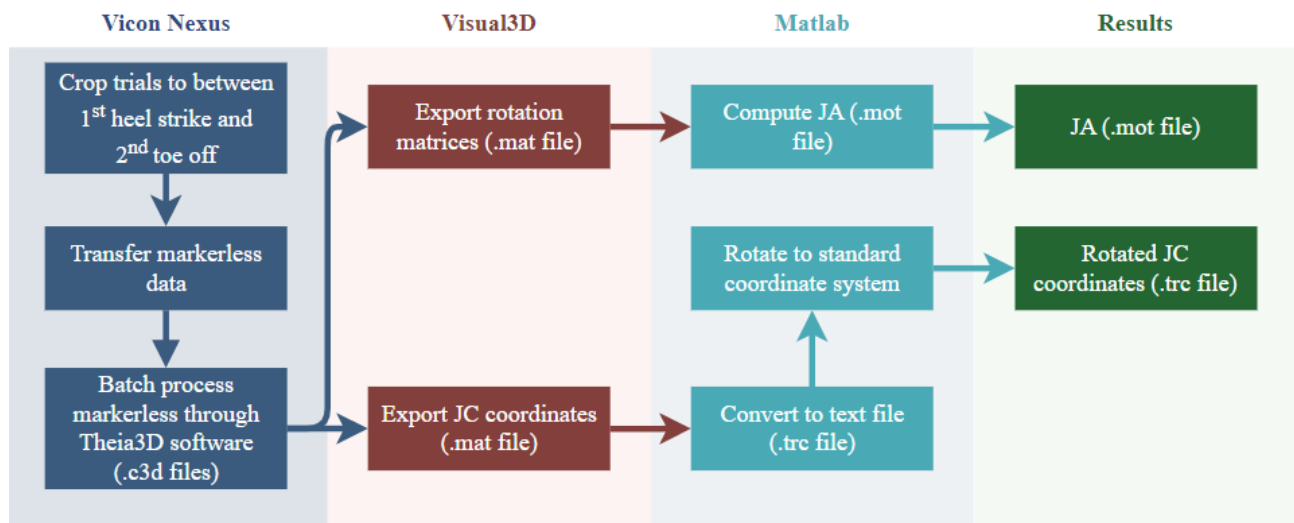 Vicon Nexus
Visual3D
Matlab
Results
Crop trials to between
1st heel strike and
2nd toe off
Export rotation
matrices (.mat file)
Compute JA (.mot
file)
JA (.mot file)
Transfer markerless
data
Rotate to standard
coordinate system
Rotated JC
coordinates (.trc file)
Batch process
markerless through
Theia3D software
(.c3d files)
Export JC coordinates
(.mat file)
Convert to text file
(.trc file)